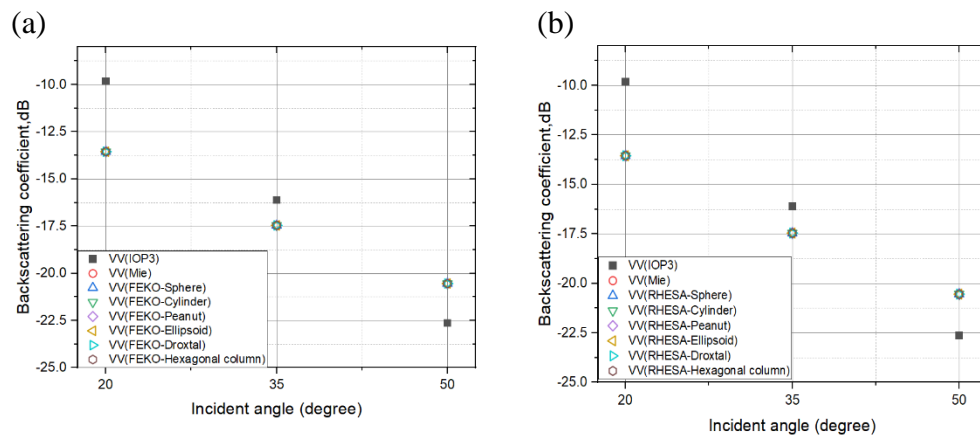 (a)
Backscattering coefficient,dB
-10.0
-12.5
-15.0
-17.5
-20.0
-22.5
-25.0
VV(IOP3)
VV(Mie)
VV(FEKO-Sphere)
VV(FEKO-Cylinder)
VV(FEKO-Peanut)
VV(FEKO-Ellipsoid)
VV(FEKO-Droxtal)
VV(FEKO-Hexagonal column)
20
35
50
Incident angle (degree)
(b)
Backscattering coefficient,dB
-10.0
-12.5
-15.0
-17.5
-20.0
-22.5
-25.0
VV(IOP3)
VV(Mie)
VV(RHESA-Sphere)
VV(RHESA-Cylinder)
VV(RHESA-Peanut)
VV(RHESA-Ellipsoid)
VV(RHESA-Droxtal)
VV(RHESA-Hexagonal column)
20
35
50
Incident angle (degree)